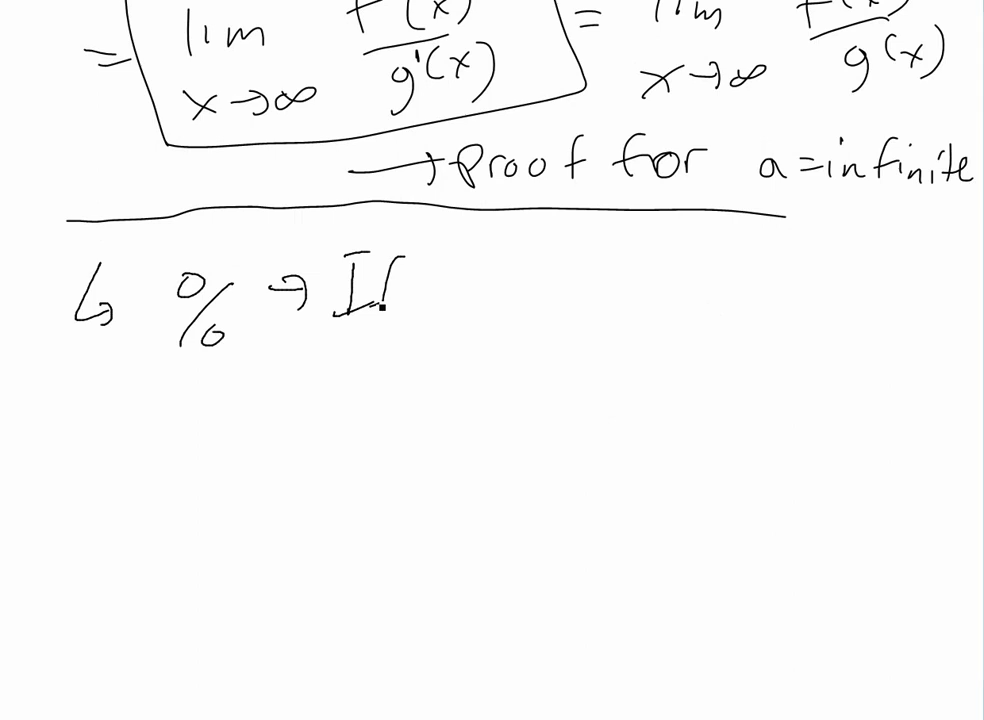 = lim x→∞ f'(x)/g'(x) = lim x→∞ f(x)/g(x)
→ Proof for a = infinite
↳ 0/0 → I